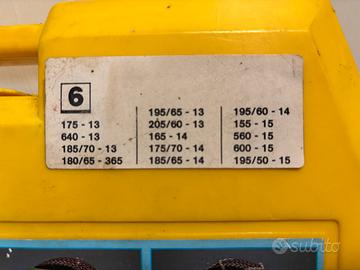 6
175 - 13
640 - 13
185/70 - 13
180/65 - 365
195/65 - 13
205/60 - 13
165 - 14
175/70 - 14
185/65 - 14
195/60 - 14
155 - 15
560 - 15
600 - 15
195/50 - 15
subito